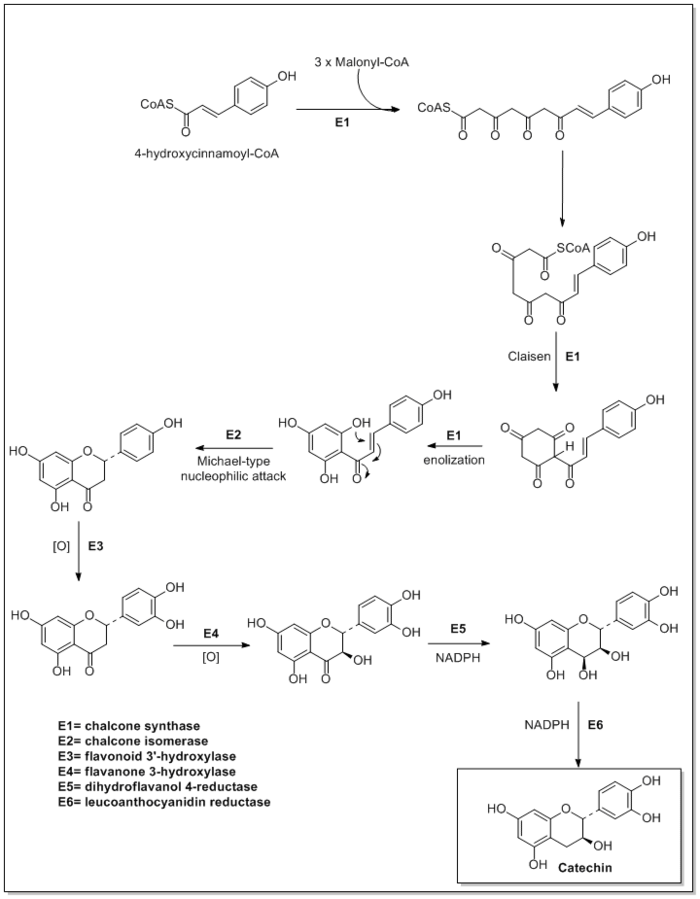 3 x Malonyl-CoA
OH
CoAS
O
E1
4-hydroxycinnamoyl-CoA
OH
CoAS
O O O O
OH
O SCoA
O
O O
Claisen E1
OH
O O
H
O O
E1
enolization
OH
HO OH
OH O
E2
Michael-type
nucleophilic attack
OH
HO O
OH O
[O] E3
OH
HO O OH
OH O
E4
[O]
OH
HO O OH
OH
OH O
E5
NADPH
OH
HO O OH
OH
OH OH
NADPH E6
E1= chalcone synthase
E2= chalcone isomerase
E3= flavonoid 3'-hydroxylase
E4= flavanone 3-hydroxylase
E5= dihydroflavanol 4-reductase
E6= leucoanthocyanidin reductase
OH
HO O OH
OH
OH
Catechin